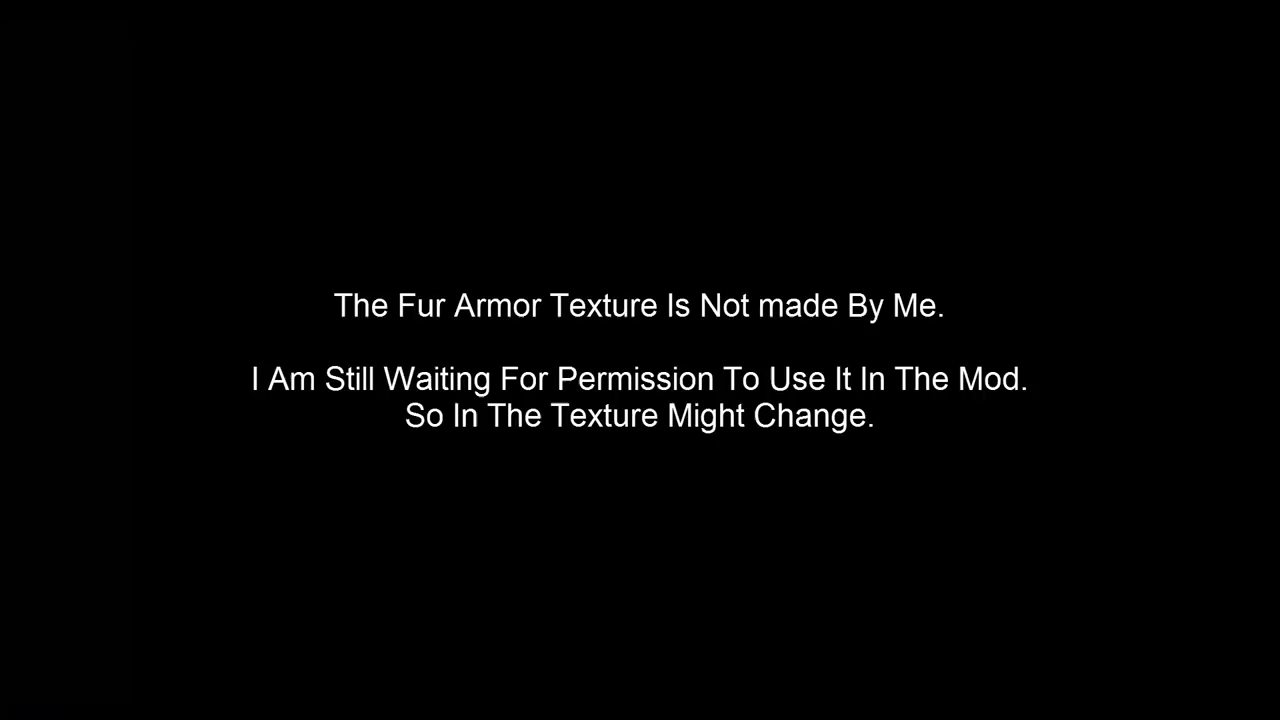 The Fur Armor Texture Is Not made By Me.
I Am Still Waiting For Permission To Use It In The Mod.
So In The Texture Might Change.